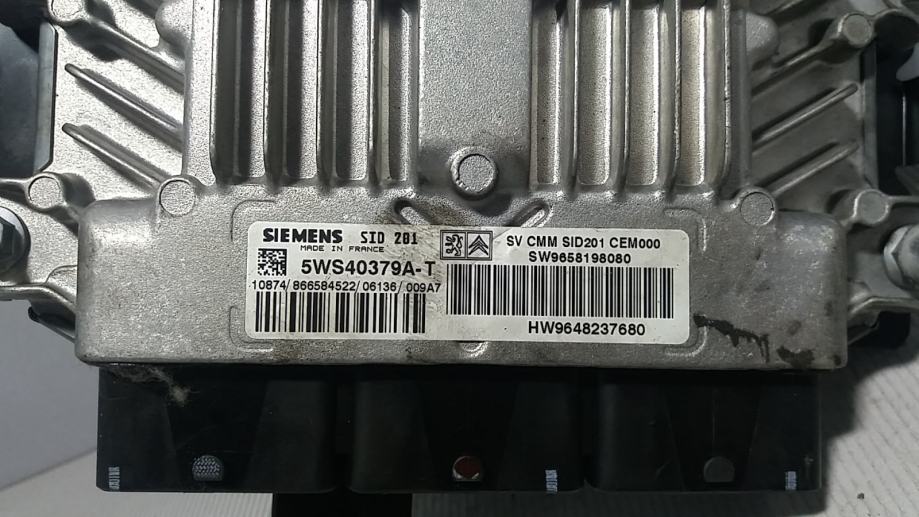 SIEMENS SID 201
MADE IN FRANCE
5WS40379A-T
10874/866584522/06136/009A7
SV CMM SID201 CEM000
SW9658198080
HW9648237680